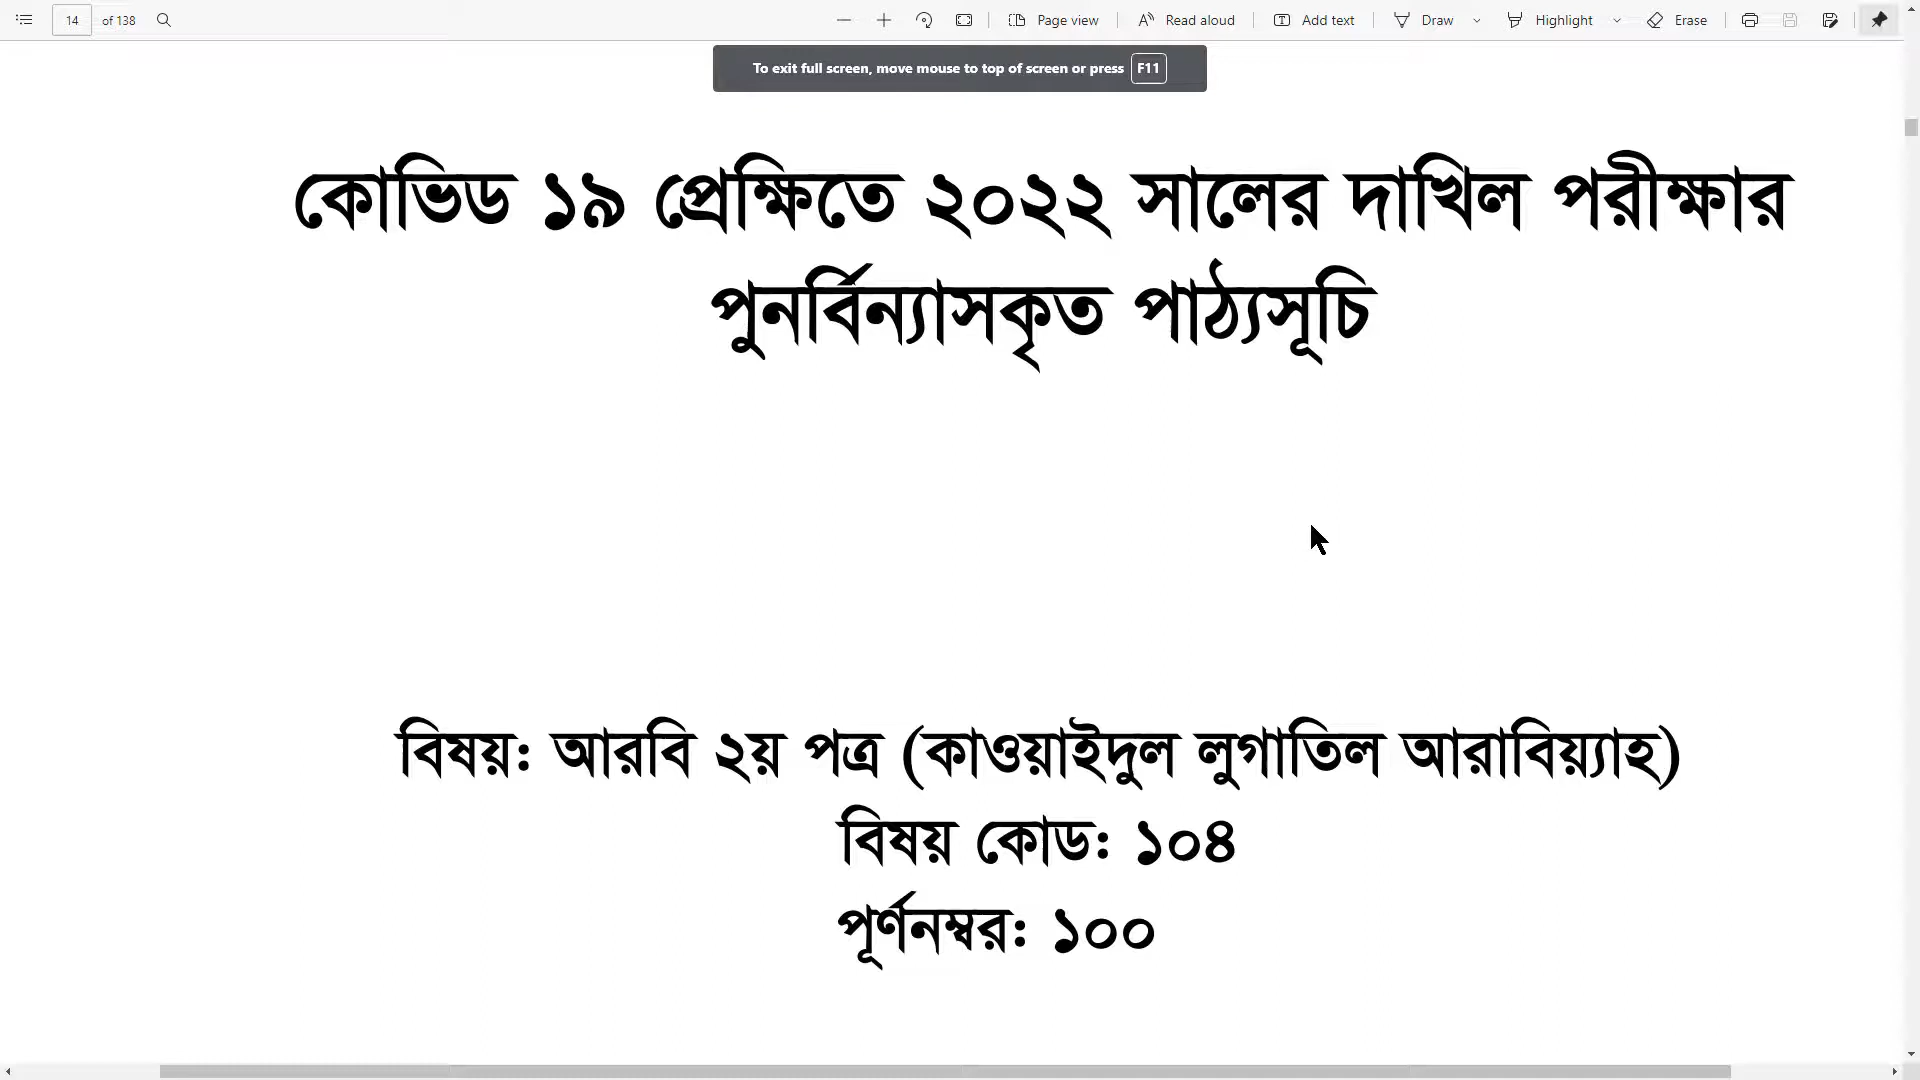 14 of 138 Page view Read aloud Add text Draw Highlight Erase
To exit full screen, move mouse to top of screen or press F11
কোভিড ১৯ প্রেক্ষিতে ২০২২ সালের দাখিল পরীক্ষার
পুনর্বিন্যাসকৃত পাঠ্যসূচি
বিষয়: আরবি ২য় পত্র (কাওয়াইদুল লুগাতিল আরাবিয়্যাহ)
বিষয় কোড: ১০৪
পূর্ণনম্বর: ১০০